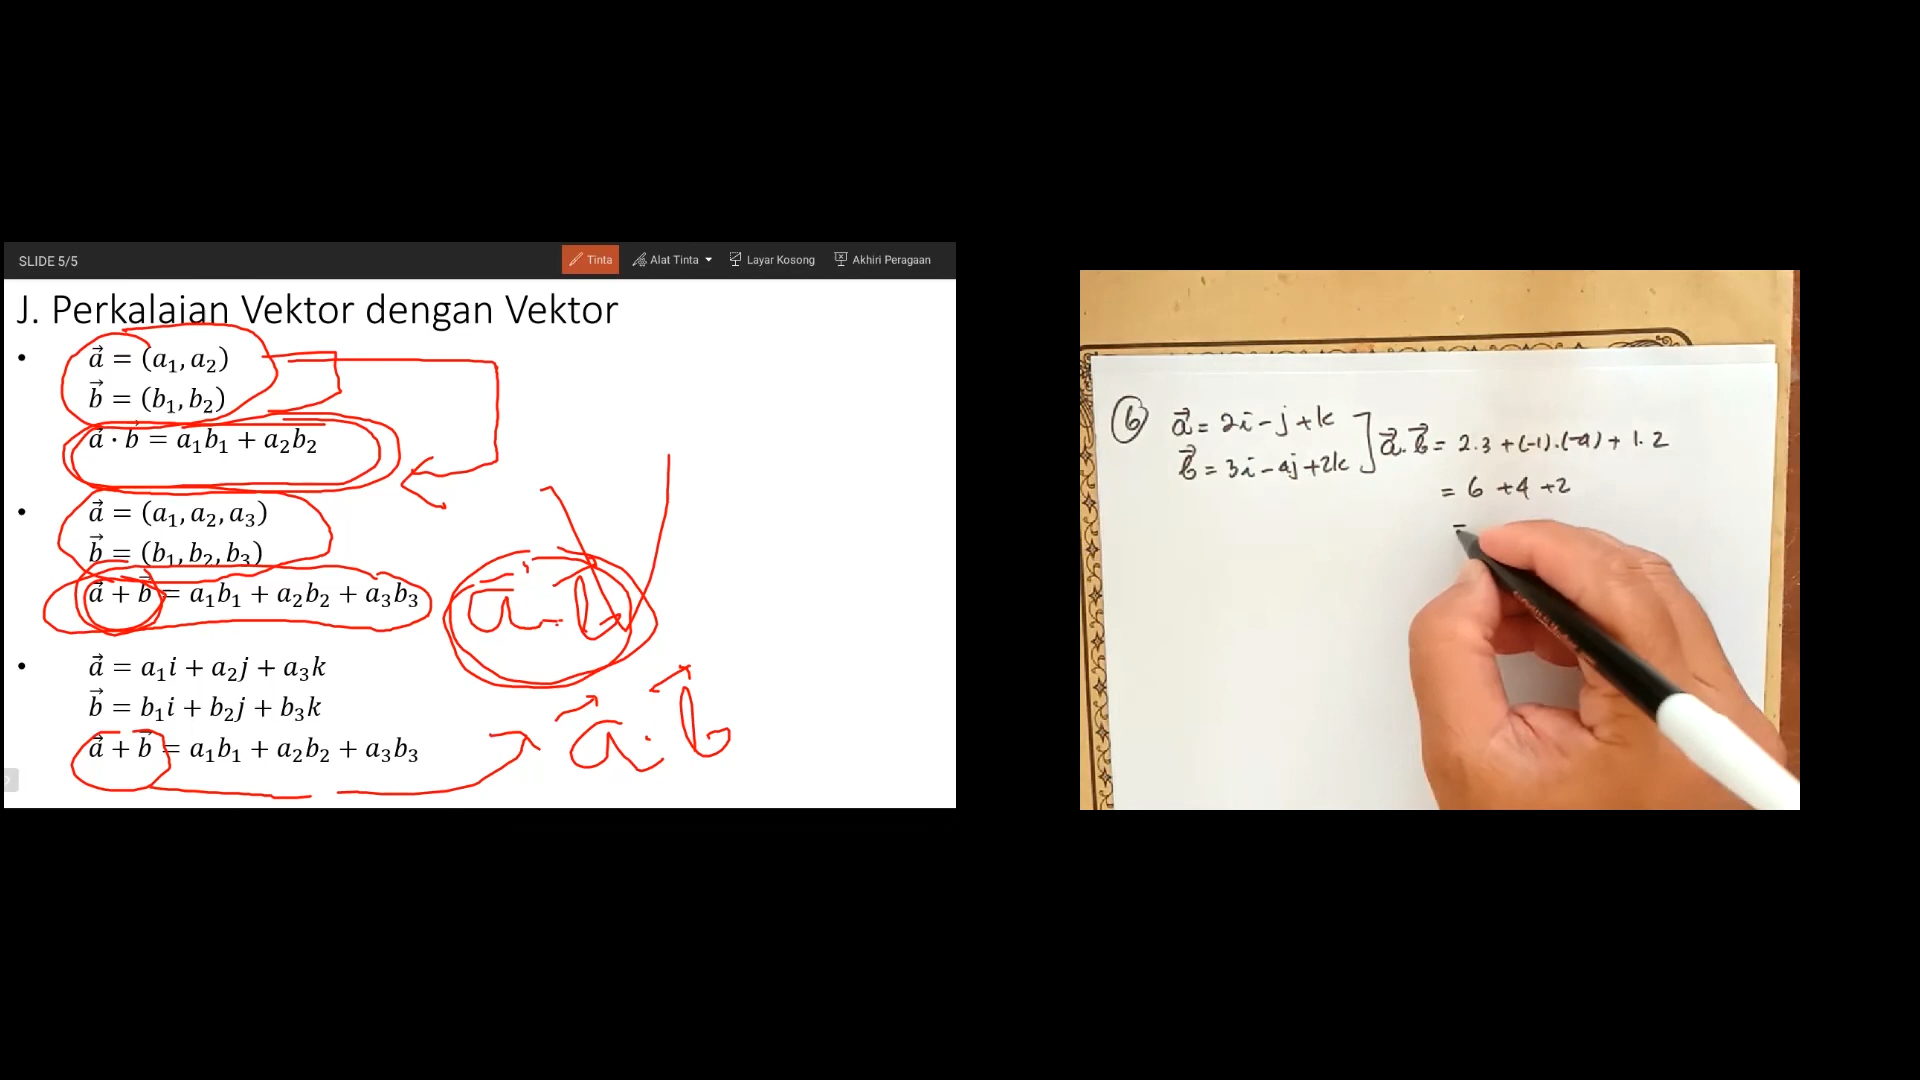 SLIDE 5/5
Tinta
Alat Tinta
Layar Kosong
Akhiri Peragaan
J. Perkalaian Vektor dengan Vektor
• a⃗ = (a₁, a₂)
b⃗ = (b₁, b₂)
a⃗ · b⃗ = a₁b₁ + a₂b₂
• a⃗ = (a₁, a₂, a₃)
b⃗ = (b₁, b₂, b₃)
a⃗ + b⃗ = a₁b₁ + a₂b₂ + a₃b₃
a⃗ · b⃗
• a⃗ = a₁i + a₂j + a₃k
b⃗ = b₁i + b₂j + b₃k
a⃗ + b⃗ = a₁b₁ + a₂b₂ + a₃b₃
a⃗ · b⃗
6
a⃗ = 2i - j + k
b⃗ = 3i - 4j + 2k
a⃗ . b⃗ = 2.3 + (-1).(-4) + 1.2
= 6 + 4 + 2
=